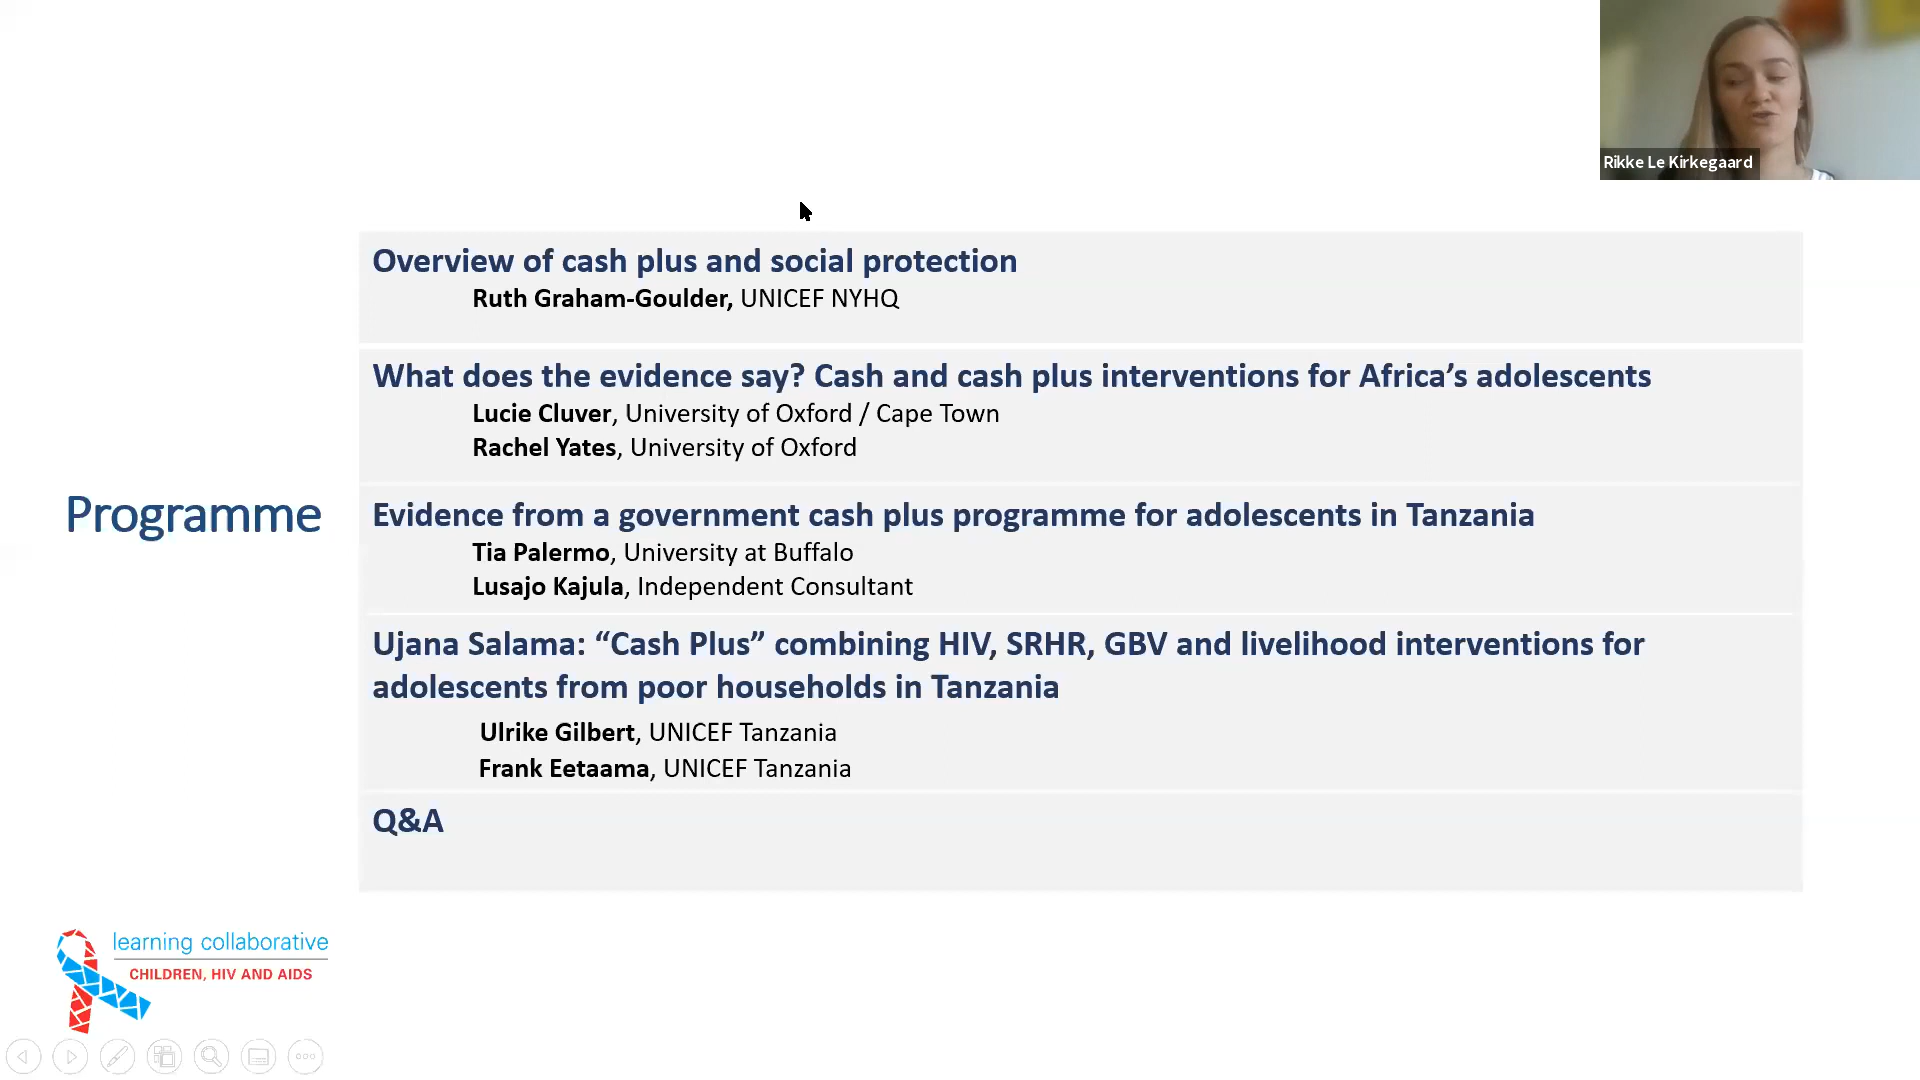 Rikke Le Kirkegaard
Overview of cash plus and social protection
Ruth Graham-Goulder, UNICEF NYHQ
What does the evidence say? Cash and cash plus interventions for Africa’s adolescents
Lucie Cluver, University of Oxford / Cape Town
Rachel Yates, University of Oxford
Programme
Evidence from a government cash plus programme for adolescents in Tanzania
Tia Palermo, University at Buffalo
Lusajo Kajula, Independent Consultant
Ujana Salama: “Cash Plus” combining HIV, SRHR, GBV and livelihood interventions for
adolescents from poor households in Tanzania
Ulrike Gilbert, UNICEF Tanzania
Frank Eetaama, UNICEF Tanzania
Q&A
learning collaborative
CHILDREN, HIV AND AIDS